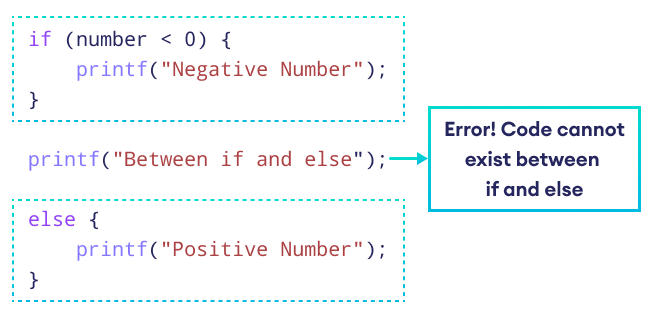 if (number < 0) {
    printf("Negative Number");
}
printf("Between if and else");
Error! Code cannot
exist between
if and else
else {
    printf("Positive Number");
}